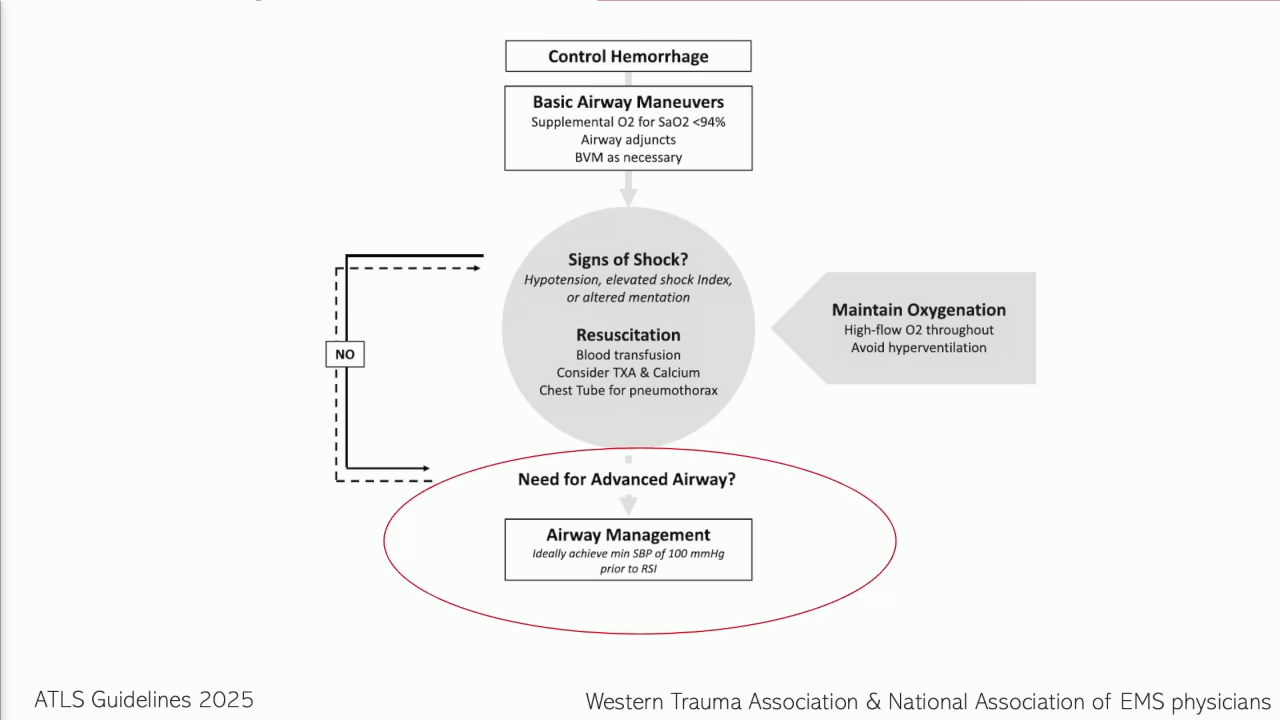 Control Hemorrhage
Basic Airway Maneuvers
Supplemental O2 for SaO2 <94%
Airway adjuncts
BVM as necessary
Signs of Shock?
Hypotension, elevated shock Index,
or altered mentation
Resuscitation
Blood transfusion
Consider TXA & Calcium
Chest Tube for pneumothorax
Maintain Oxygenation
High-flow O2 throughout
Avoid hyperventilation
NO
Need for Advanced Airway?
Airway Management
Ideally achieve min SBP of 100 mmHg
prior to RSI
ATLS Guidelines 2025
Western Trauma Association & National Association of EMS physicians